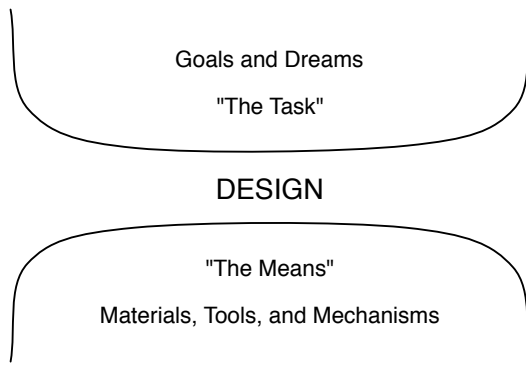 Goals and Dreams
"The Task"
DESIGN
"The Means"
Materials, Tools, and Mechanisms